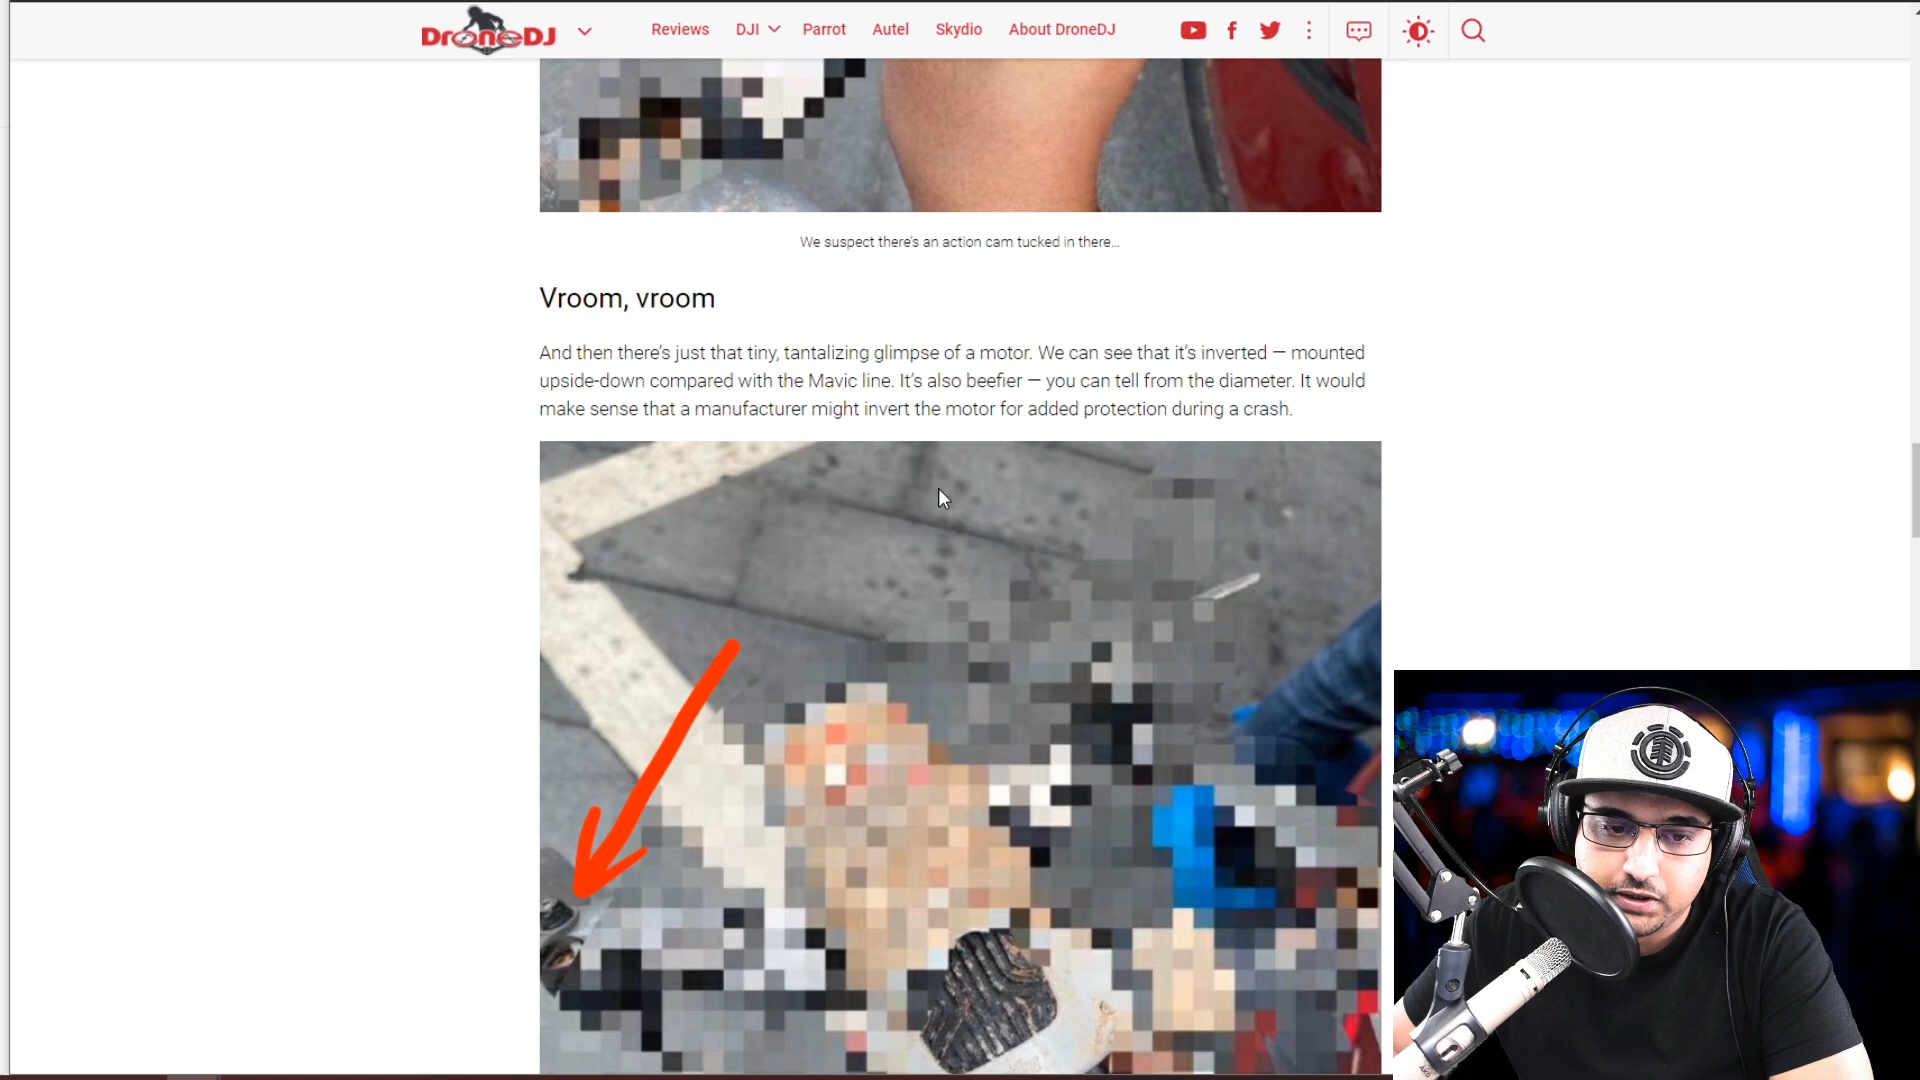 DroneDJ
Reviews DJI Parrot Autel Skydio About DroneDJ
We suspect there's an action cam tucked in there...
Vroom, vroom
And then there's just that tiny, tantalizing glimpse of a motor. We can see that it's inverted — mounted
upside-down compared with the Mavic line. It's also beefier — you can tell from the diameter. It would
make sense that a manufacturer might invert the motor for added protection during a crash.
AKG